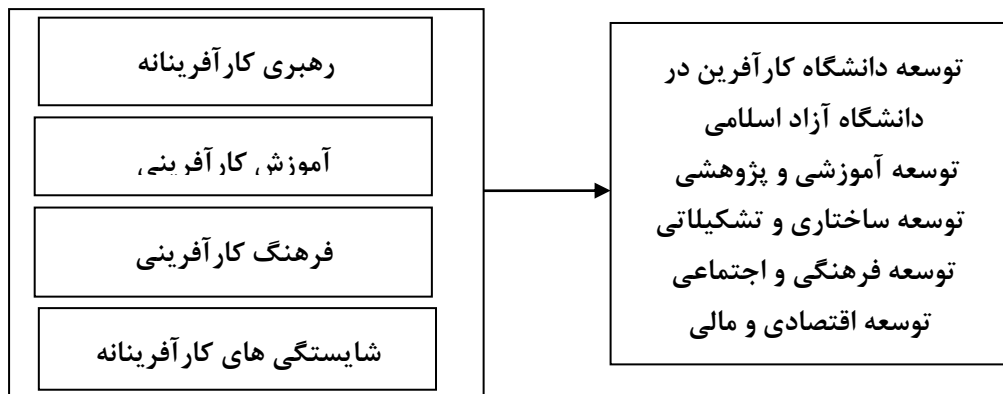 رهبری کارآفرینانه
آموزش کارآفرینی
فرهنگ کارآفرینی
شایستگی های کارآفرینانه
توسعه دانشگاه کارآفرین در
دانشگاه آزاد اسلامی
توسعه آموزشی و پژوهشی
توسعه ساختاری و تشکیلاتی
توسعه فرهنگی و اجتماعی
توسعه اقتصادی و مالی